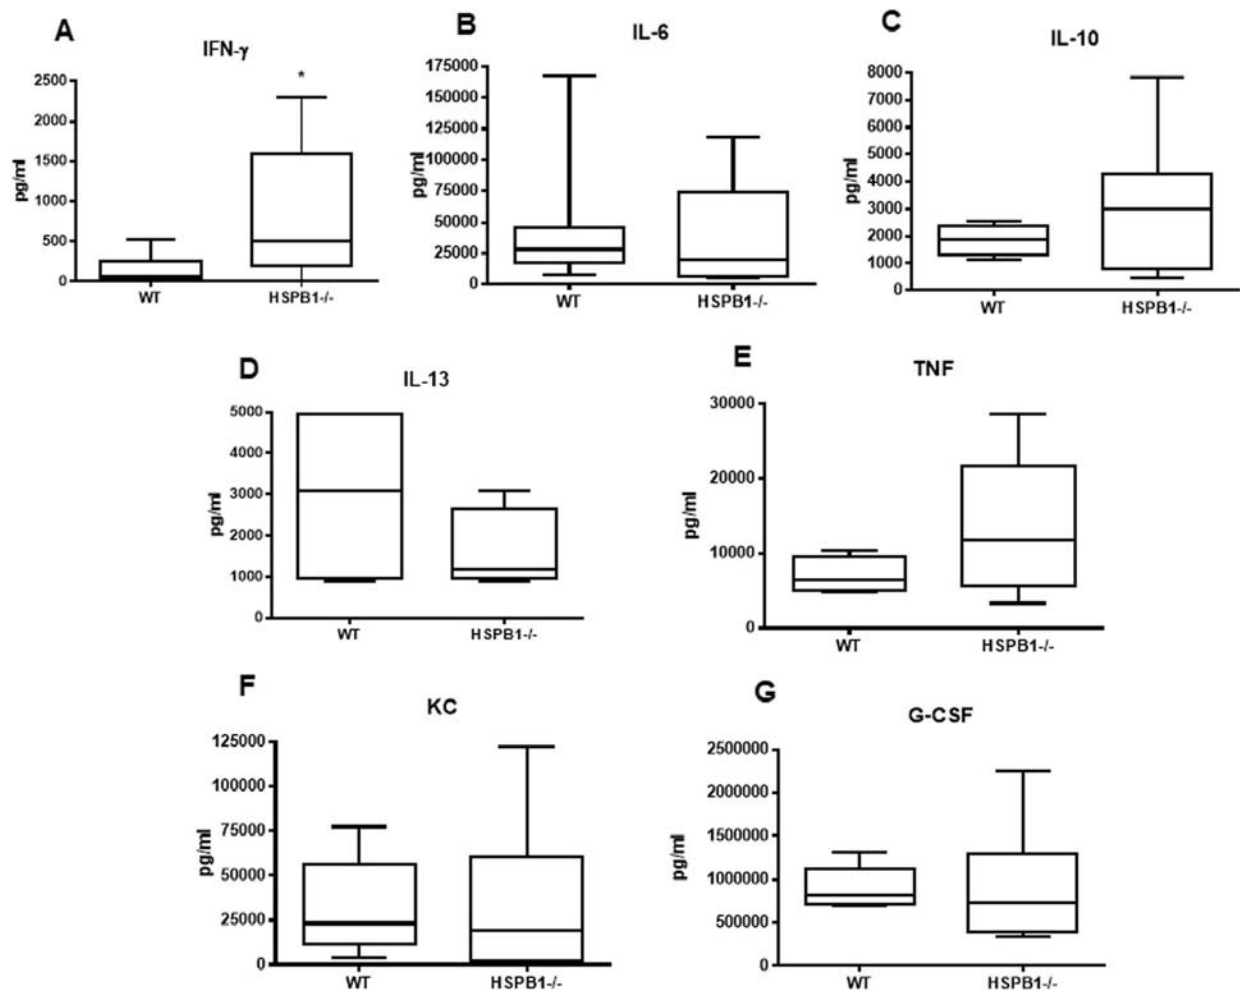 A
IFN-γ
*
2500
2000
1500
1000
500
0
pg/ml
WT
HSPB1-/-
B
IL-6
175000
150000
125000
100000
75000
50000
25000
0
pg/ml
WT
HSPB1-/-
C
IL-10
8000
7000
6000
5000
4000
3000
2000
1000
0
pg/ml
WT
HSPB1-/-
D
IL-13
5000
4000
3000
2000
1000
0
pg/ml
WT
HSPB1-/-
E
TNF
30000
20000
10000
0
pg/ml
WT
HSPB1-/-
F
KC
125000
100000
75000
50000
25000
0
pg/ml
WT
HSPB1-/-
G
G-CSF
2500000
2000000
1500000
1000000
500000
0
pg/ml
WT
HSPB1-/-